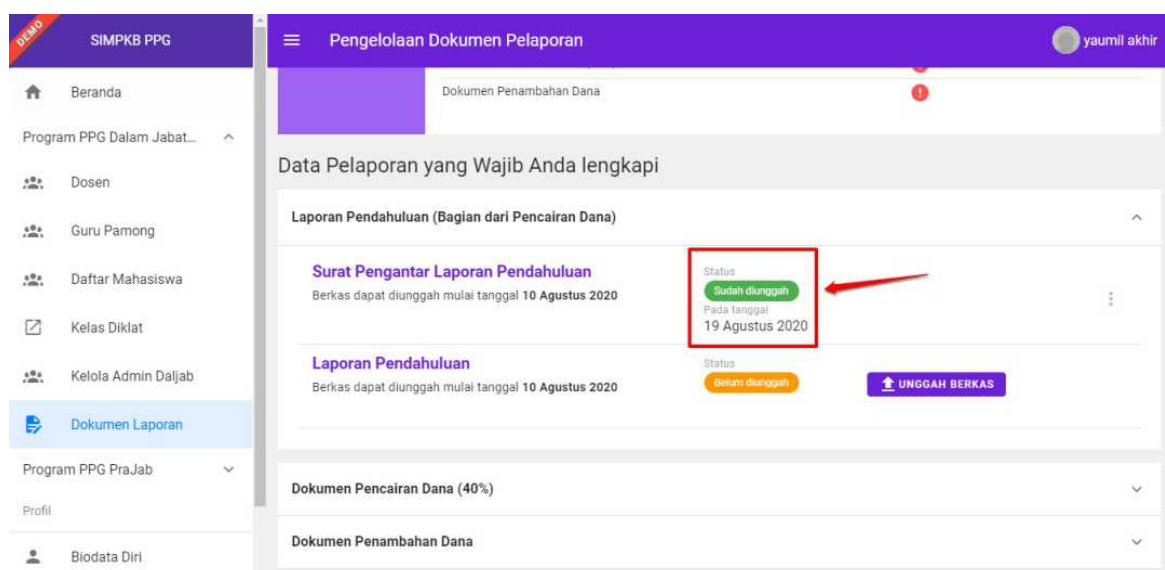 DEMO
SIMPKB PPG
Pengelolaan Dokumen Pelaporan
yaumil akhir
Beranda
Program PPG Dalam Jabat...
Dosen
Guru Pamong
Daftar Mahasiswa
Kelas Diklat
Kelola Admin Daljab
Dokumen Laporan
Program PPG PraJab
Profil
Biodata Diri
Dokumen Penambahan Dana
Data Pelaporan yang Wajib Anda lengkapi
Laporan Pendahuluan (Bagian dari Pencairan Dana)
Surat Pengantar Laporan Pendahuluan
Berkas dapat diunggah mulai tanggal 10 Agustus 2020
Status
Sudah diunggah
Pada tanggal
19 Agustus 2020
Laporan Pendahuluan
Berkas dapat diunggah mulai tanggal 10 Agustus 2020
Status
Belum diunggah
UNGGAH BERKAS
Dokumen Pencairan Dana (40%)
Dokumen Penambahan Dana